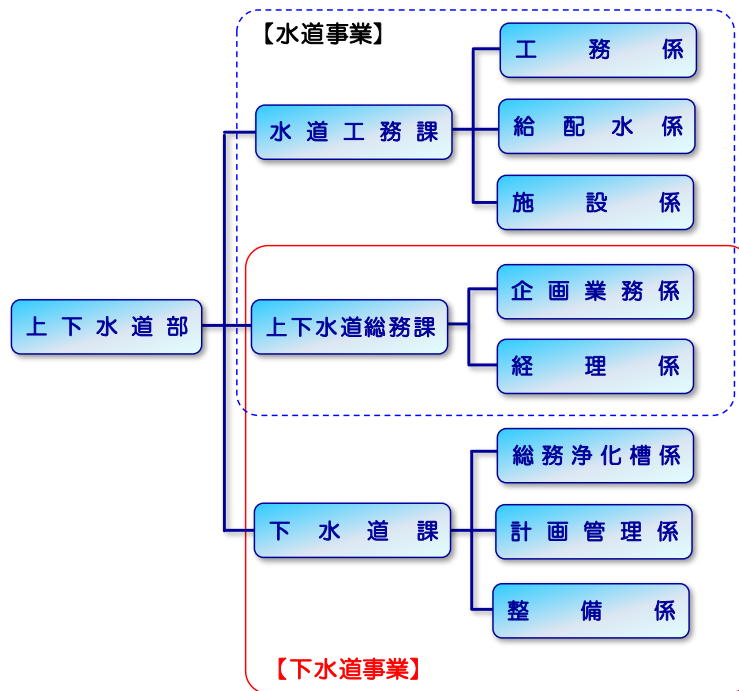 【水道事業】
工務係
水道工務課
給配水係
施設係
上下水道部
上下水道総務課
企画業務係
経理係
総務浄化槽係
下水道課
計画管理係
整備係
【下水道事業】